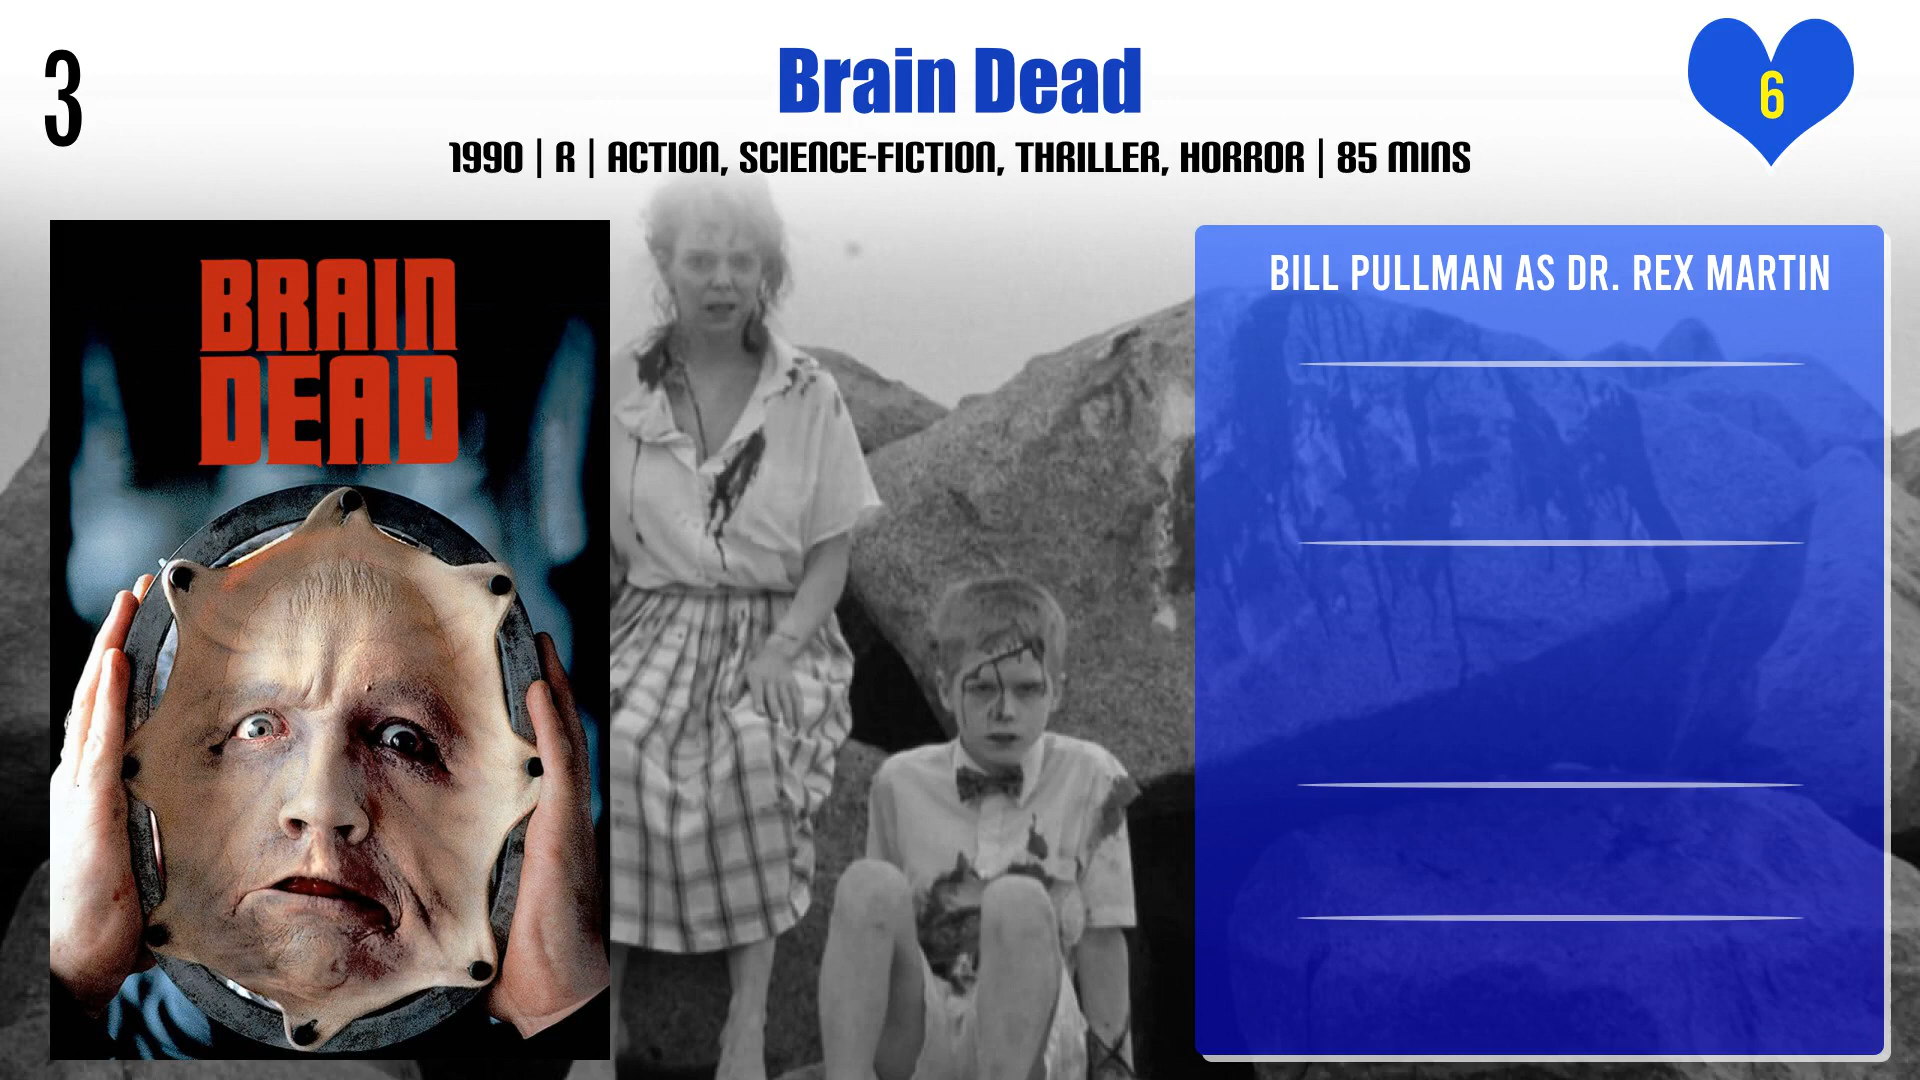 3
Brain Dead
6
1990 | R | ACTION, SCIENCE-FICTION, THRILLER, HORROR | 85 MINS
BRAIN
DEAD
BILL PULLMAN AS DR. REX MARTIN